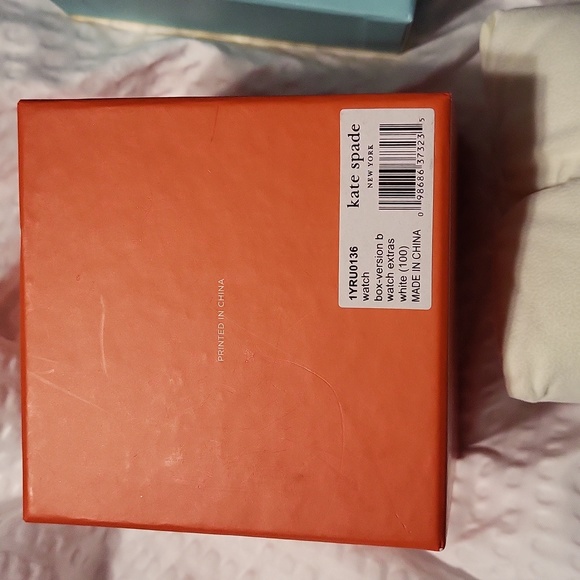 kate spade
NEW YORK
0 98686 37323 5
1YRU0136
watch
box-version b
watch extras
white (100)
MADE IN CHINA
PRINTED IN CHINA